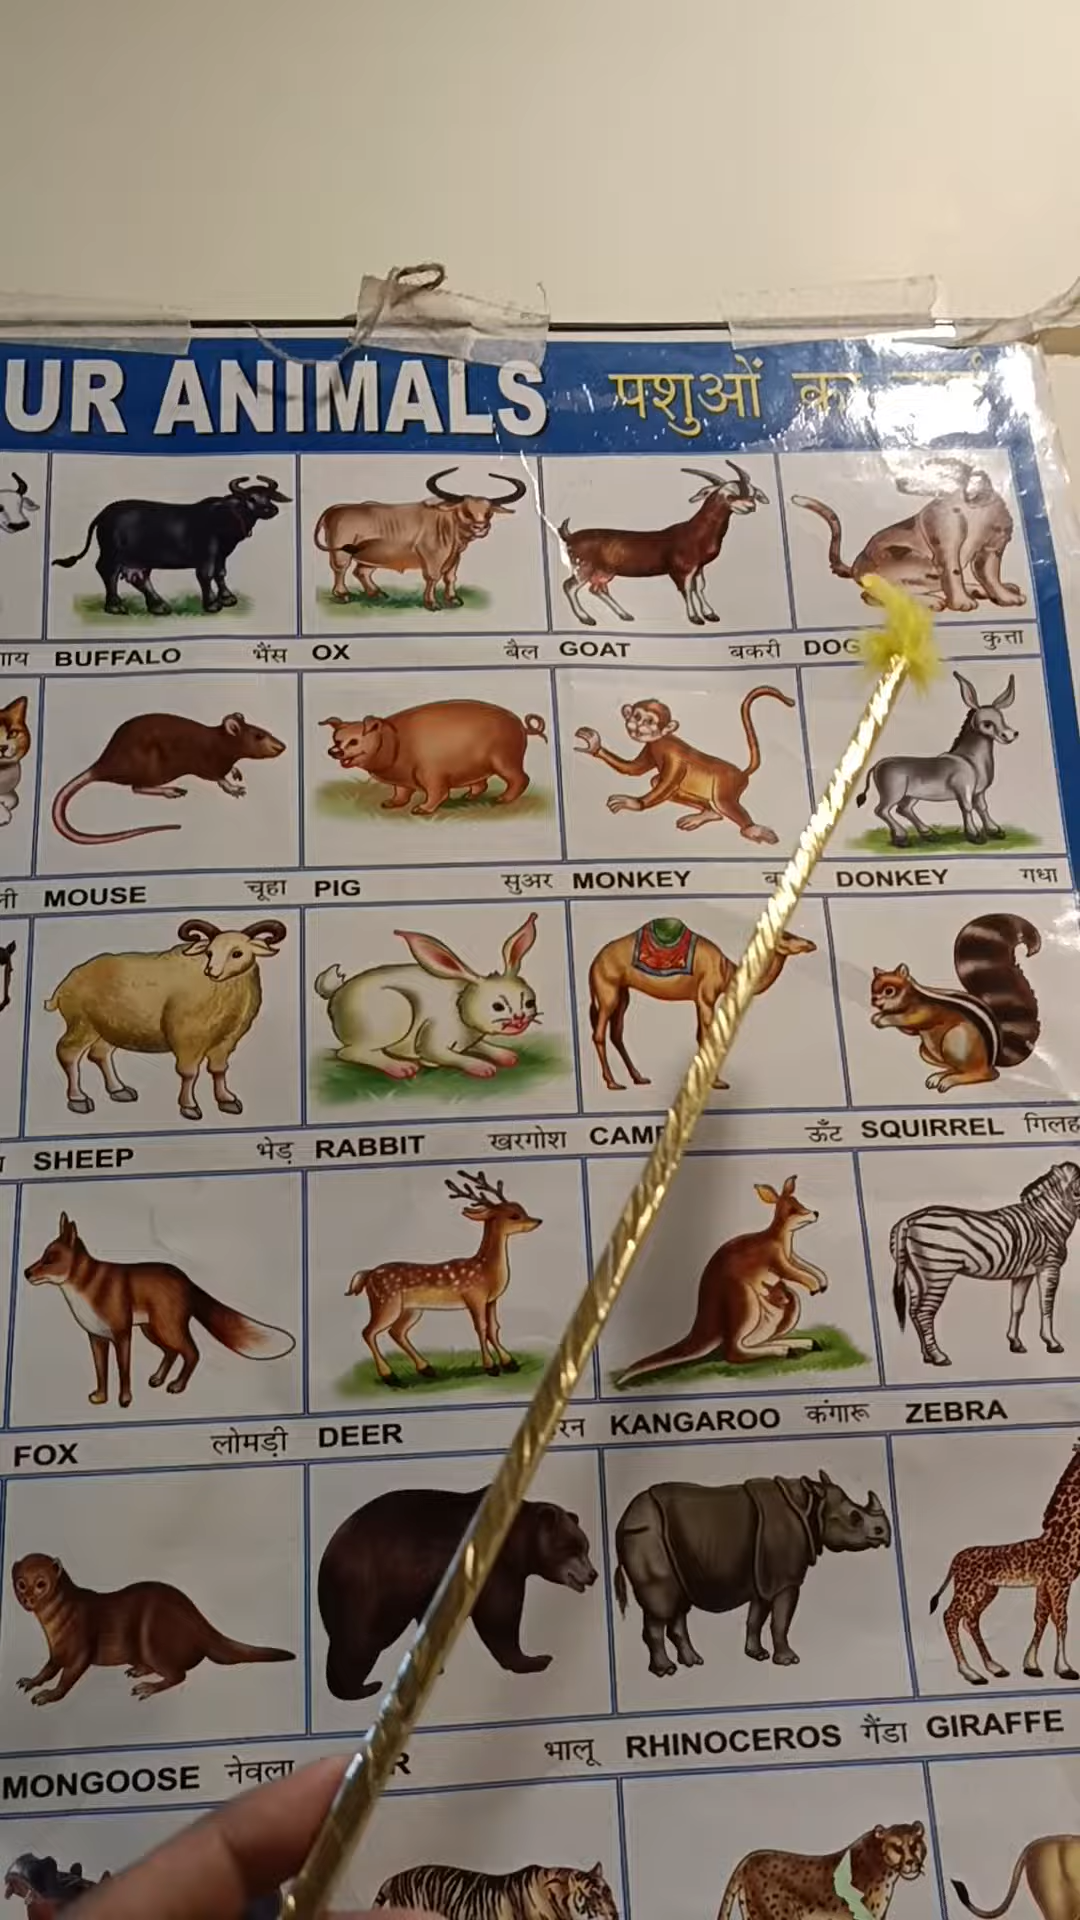 UR ANIMALS पशुओं का
BUFFALO भैंस OX बैल GOAT बकरी DOG कुत्ता
MOUSE चूहा PIG सुअर MONKEY DONKEY गधा
SHEEP भेड़ RABBIT खरगोश ऊँट SQUIRREL
FOX लोमड़ी DEER KANGAROO कंगारू ZEBRA
MONGOOSE नेवला भालू RHINOCEROS गैंडा GIRAFFE